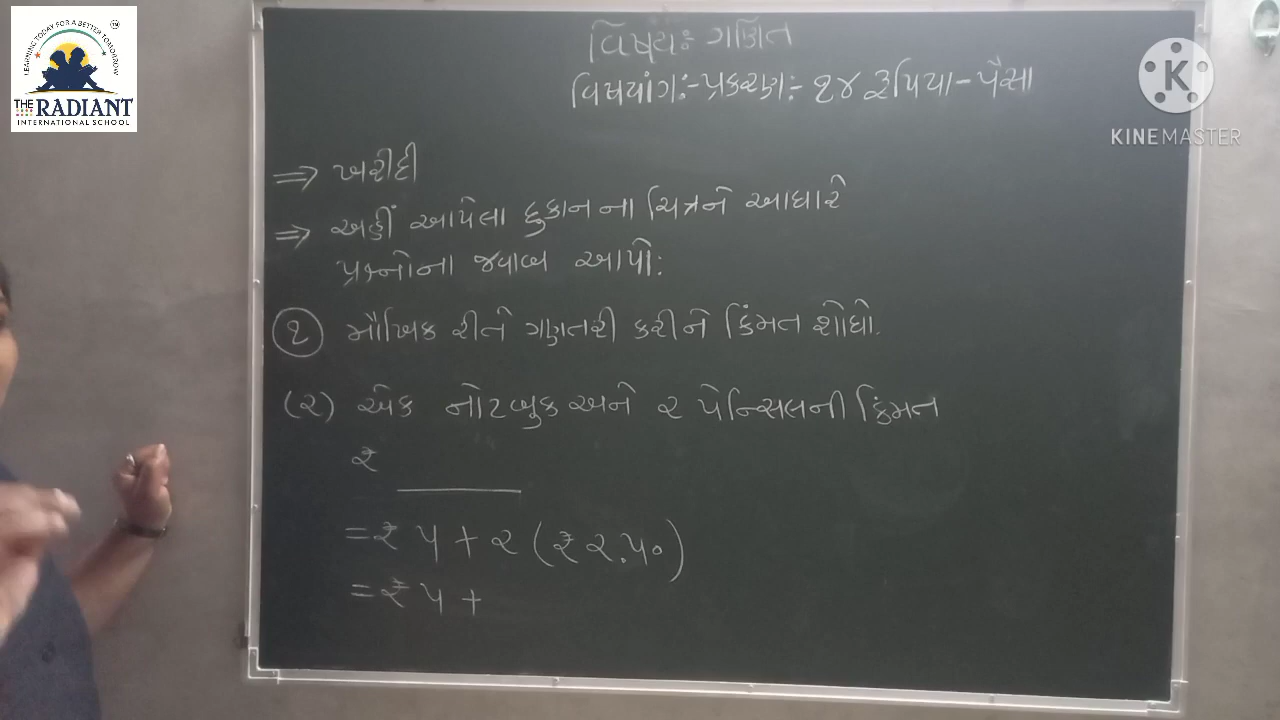 LEARNING TODAY FOR A BETTER TOMORROW
THE RADIANT
INTERNATIONAL SCHOOL
K
KINEMASTER
વિષયઃ ગણિત
વિષયાંગઃ-પ્રકરણઃ- ૧૪ રૂપિયા-પૈસા
⇒ ખરીદી
⇒ અહીં આપેલા દુકાનના ચિત્રને આધારે
પ્રશ્નોના જવાબ આપો:
૧ મૌખિક રીતે ગણતરી કરીને કિંમત શોધો.
(૨) એક નોટબુક અને ૨ પેન્સિલની કિંમત
₹ ______
=₹ ૫ + ૨ (₹ ૨.૫૦)
=₹ ૫ +